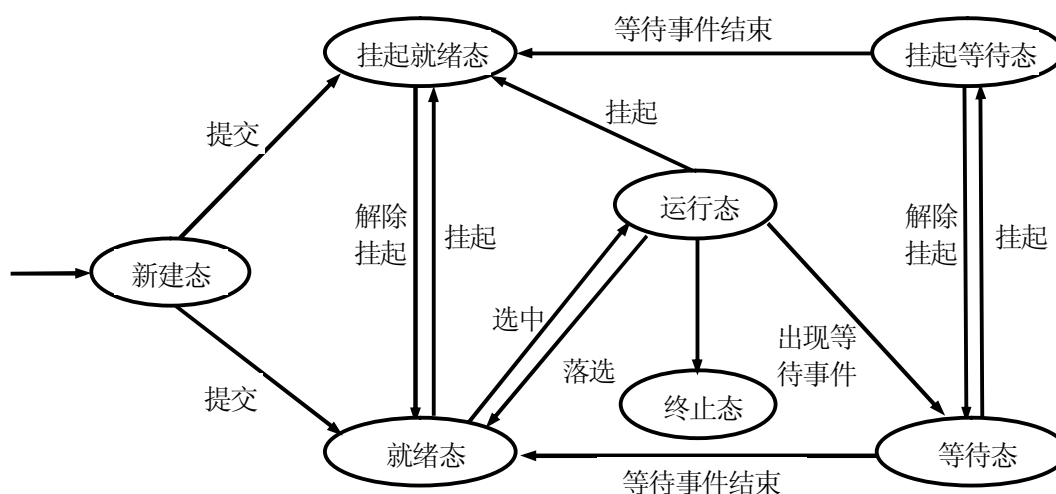 等待事件结束
挂起就绪态
挂起等待态
挂起
提交
运行态
解除
挂起
挂起
解除
挂起
挂起
新建态
选中
出现等
待事件
落选
提交
终止态
就绪态
等待态
等待事件结束